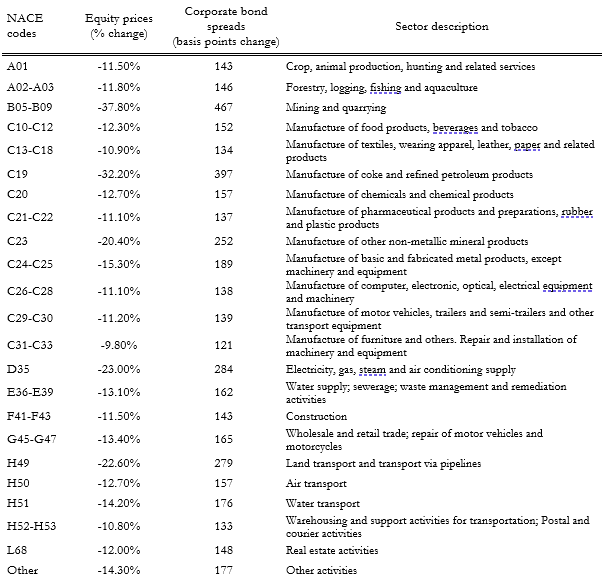 NACE codes Equity prices (% change) Corporate bond spreads (basis points change) Sector description
A01 -11.50% 143 Crop, animal production, hunting and related services
A02-A03 -11.80% 146 Forestry, logging, fishing and aquaculture
B05-B09 -37.80% 467 Mining and quarrying
C10-C12 -12.30% 152 Manufacture of food products, beverages and tobacco
C13-C18 -10.90% 134 Manufacture of textiles, wearing apparel, leather, paper and related
products
C19 -32.20% 397 Manufacture of coke and refined petroleum products
C20 -12.70% 157 Manufacture of chemicals and chemical products
C21-C22 -11.10% 137 Manufacture of pharmaceutical products and preparations, rubber
and plastic products
C23 -20.40% 252 Manufacture of other non-metallic mineral products
C24-C25 -15.30% 189 Manufacture of basic and fabricated metal products, except
machinery and equipment
C26-C28 -11.10% 138 Manufacture of computer, electronic, optical, electrical equipment
and machinery
C29-C30 -11.20% 139 Manufacture of motor vehicles, trailers and semi-trailers and other
transport equipment
C31-C33 -9.80% 121 Manufacture of furniture and others. Repair and installation of
machinery and equipment
D35 -23.00% 284 Electricity, gas, steam and air conditioning supply
E36-E39 -13.10% 162 Water supply; sewerage; waste management and remediation
activities
F41-F43 -11.50% 143 Construction
G45-G47 -13.40% 165 Wholesale and retail trade; repair of motor vehicles and
motorcycles
H49 -22.60% 279 Land transport and transport via pipelines
H50 -12.70% 157 Air transport
H51 -14.20% 176 Water transport
H52-H53 -10.80% 133 Warehousing and support activities for transportation; Postal and
courier activities
L68 -12.00% 148 Real estate activities
Other -14.30% 177 Other activities